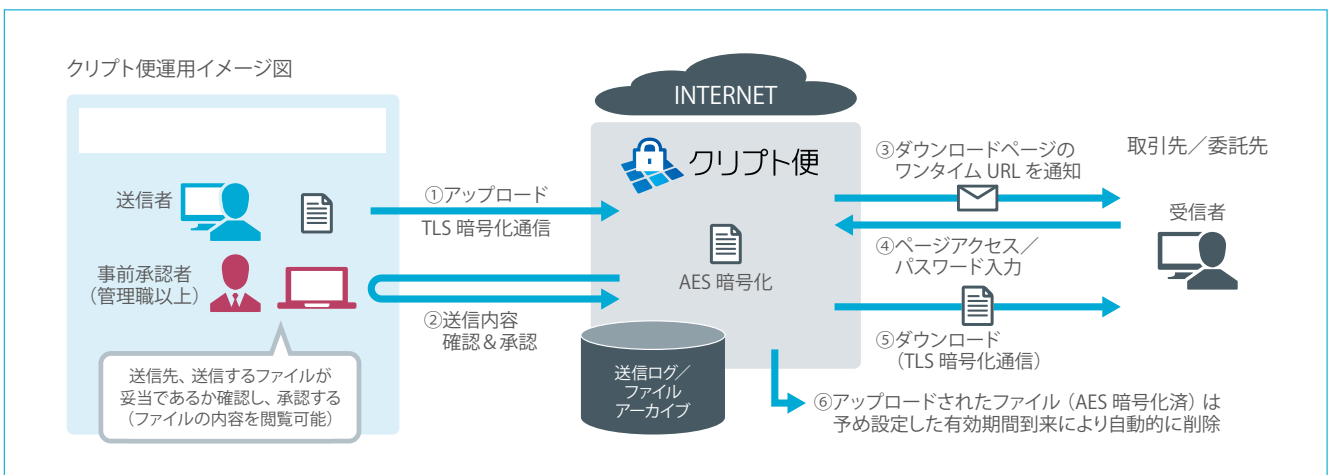 クリプト便運用イメージ図
送信者
事前承認者
（管理職以上）
送信先、送信するファイルが
妥当であるか確認し、承認する
（ファイルの内容を閲覧可能）
①アップロード
TLS 暗号化通信
②送信内容
確認＆承認
INTERNET
クリプト便
AES 暗号化
送信ログ／
ファイル
アーカイブ
③ダウンロードページの
ワンタイム URL を通知
④ページアクセス／
パスワード入力
⑤ダウンロード
（TLS 暗号化通信）
取引先／委託先
受信者
⑥アップロードされたファイル（AES 暗号化済）は
予め設定した有効期間到来により自動的に削除